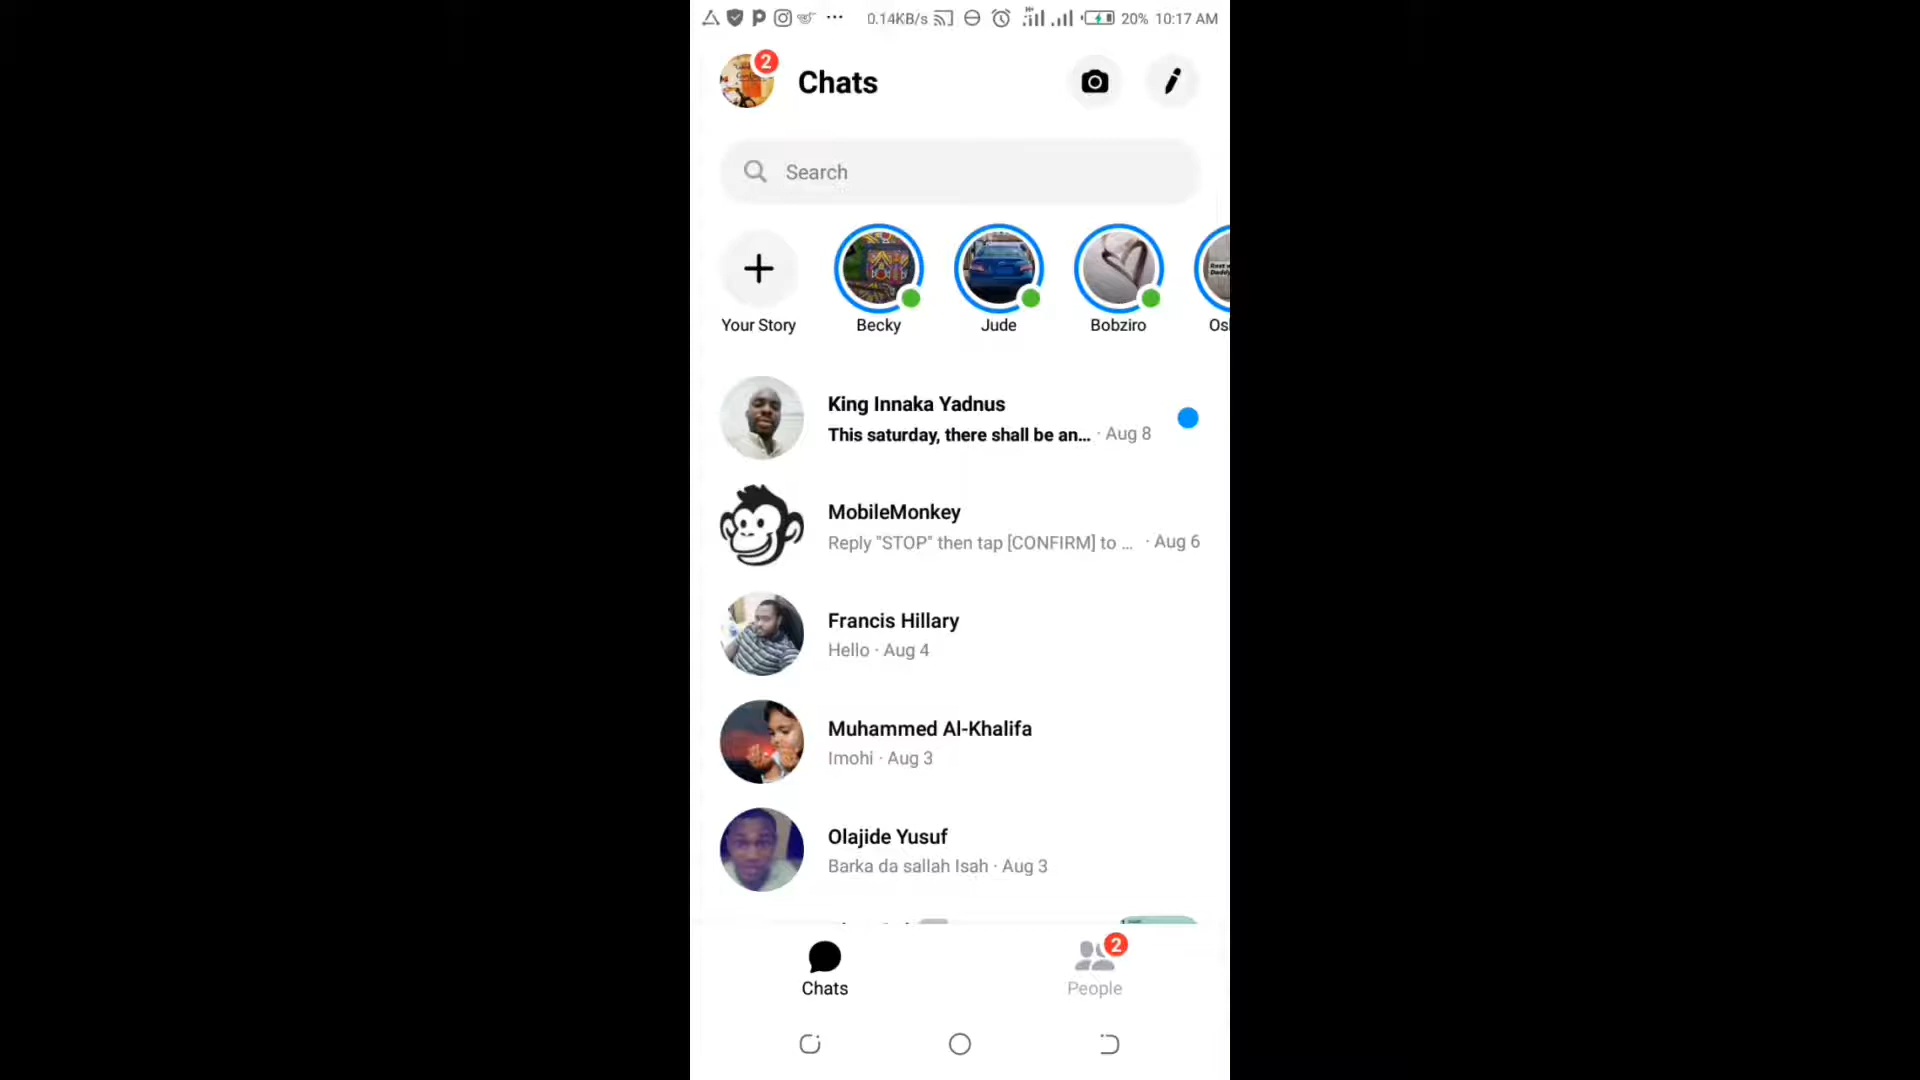 0.14KB/s 20% 10:17 AM
2
Chats
Search
Your Story Becky Jude Bobziro
King Innaka Yadnus
This saturday, there shall be an... · Aug 8
MobileMonkey
Reply "STOP" then tap [CONFIRM] to ... · Aug 6
Francis Hillary
Hello · Aug 4
Muhammed Al-Khalifa
Imohi · Aug 3
Olajide Yusuf
Barka da sallah Isah · Aug 3
2
Chats People